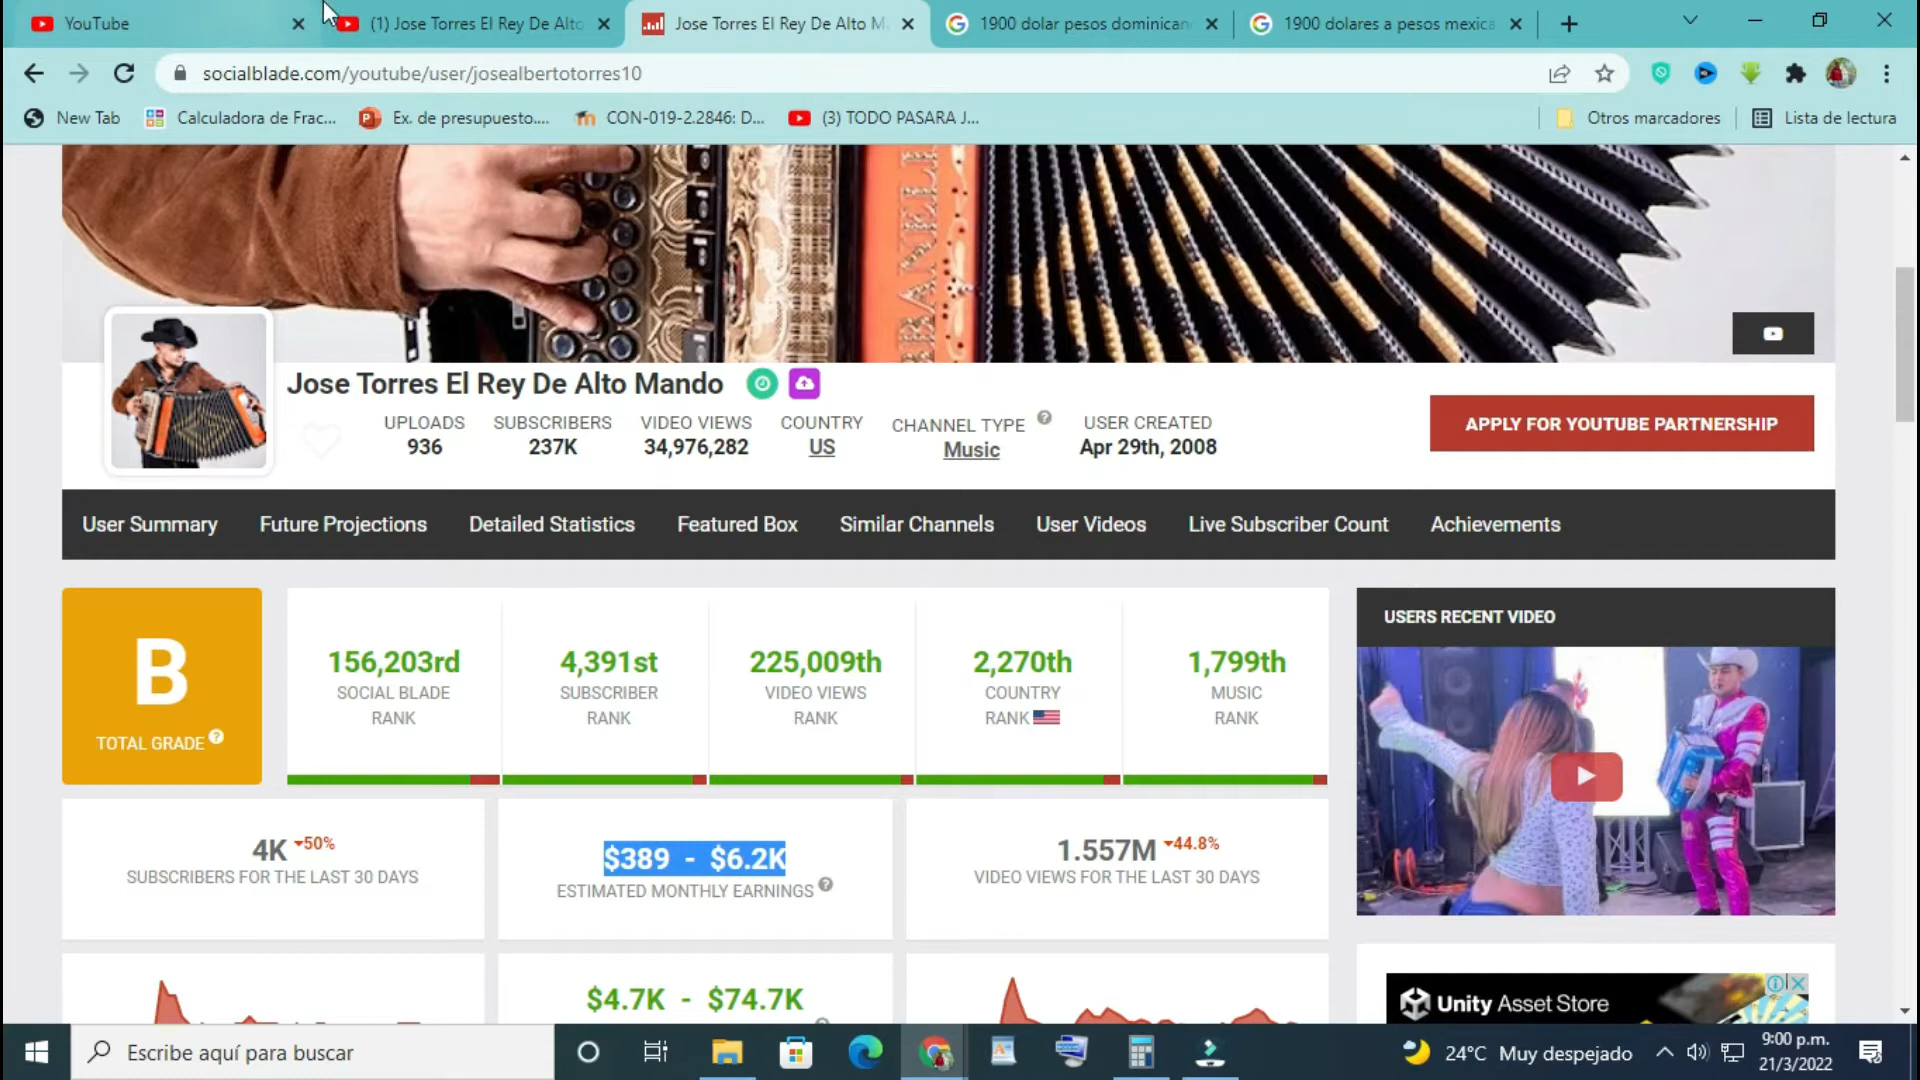 YouTube
(1) Jose Torres El Rey De Alto
Jose Torres El Rey De Alto M
1900 dolar pesos dominican
1900 dolares a pesos mexica
socialblade.com/youtube/user/josealbertotorres10
New Tab
Calculadora de Frac...
Ex. de presupuesto....
CON-019-2.2846: D...
(3) TODO PASARA J...
Otros marcadores
Lista de lectura
Jose Torres El Rey De Alto Mando
UPLOADS
936
SUBSCRIBERS
237K
VIDEO VIEWS
34,976,282
COUNTRY
US
CHANNEL TYPE
Music
USER CREATED
Apr 29th, 2008
APPLY FOR YOUTUBE PARTNERSHIP
User Summary
Future Projections
Detailed Statistics
Featured Box
Similar Channels
User Videos
Live Subscriber Count
Achievements
B
TOTAL GRADE
156,203rd
SOCIAL BLADE
RANK
4,391st
SUBSCRIBER
RANK
225,009th
VIDEO VIEWS
RANK
2,270th
COUNTRY
RANK
1,799th
MUSIC
RANK
USERS RECENT VIDEO
4K 50%
SUBSCRIBERS FOR THE LAST 30 DAYS
$389 - $6.2K
ESTIMATED MONTHLY EARNINGS
1.557M 44.8%
VIDEO VIEWS FOR THE LAST 30 DAYS
$4.7K - $74.7K
Unity Asset Store
Escribe aquí para buscar
24°C Muy despejado
9:00 p.m.
21/3/2022